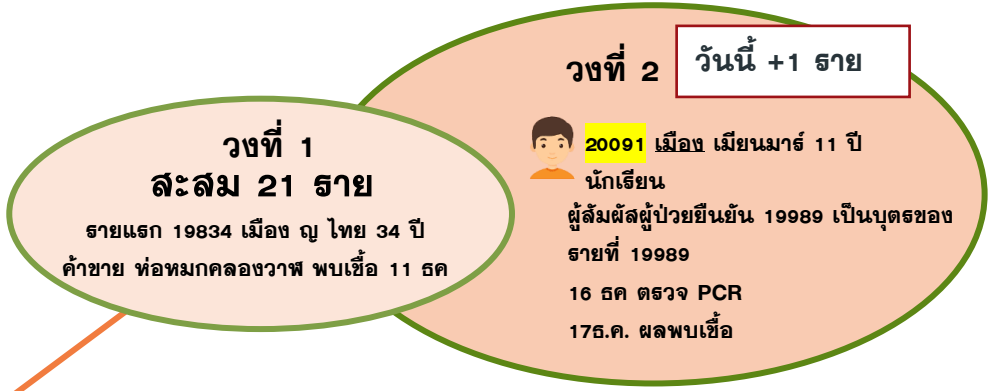 วงที่ 1
สะสม 21 ราย
รายแรก 19834 เมือง ญ ไทย 34 ปี
ค้าขาย ห่อหมกคลองวาฬ พบเชื้อ 11 ธค
วงที่ 2
วันนี้ +1 ราย
20091 เมือง เมียนมาร์ 11 ปี
นักเรียน
ผู้สัมผัสผู้ป่วยยืนยัน 19989 เป็นบุตรของ
รายที่ 19989
16 ธค ตรวจ PCR
17ธ.ค. ผลพบเชื้อ